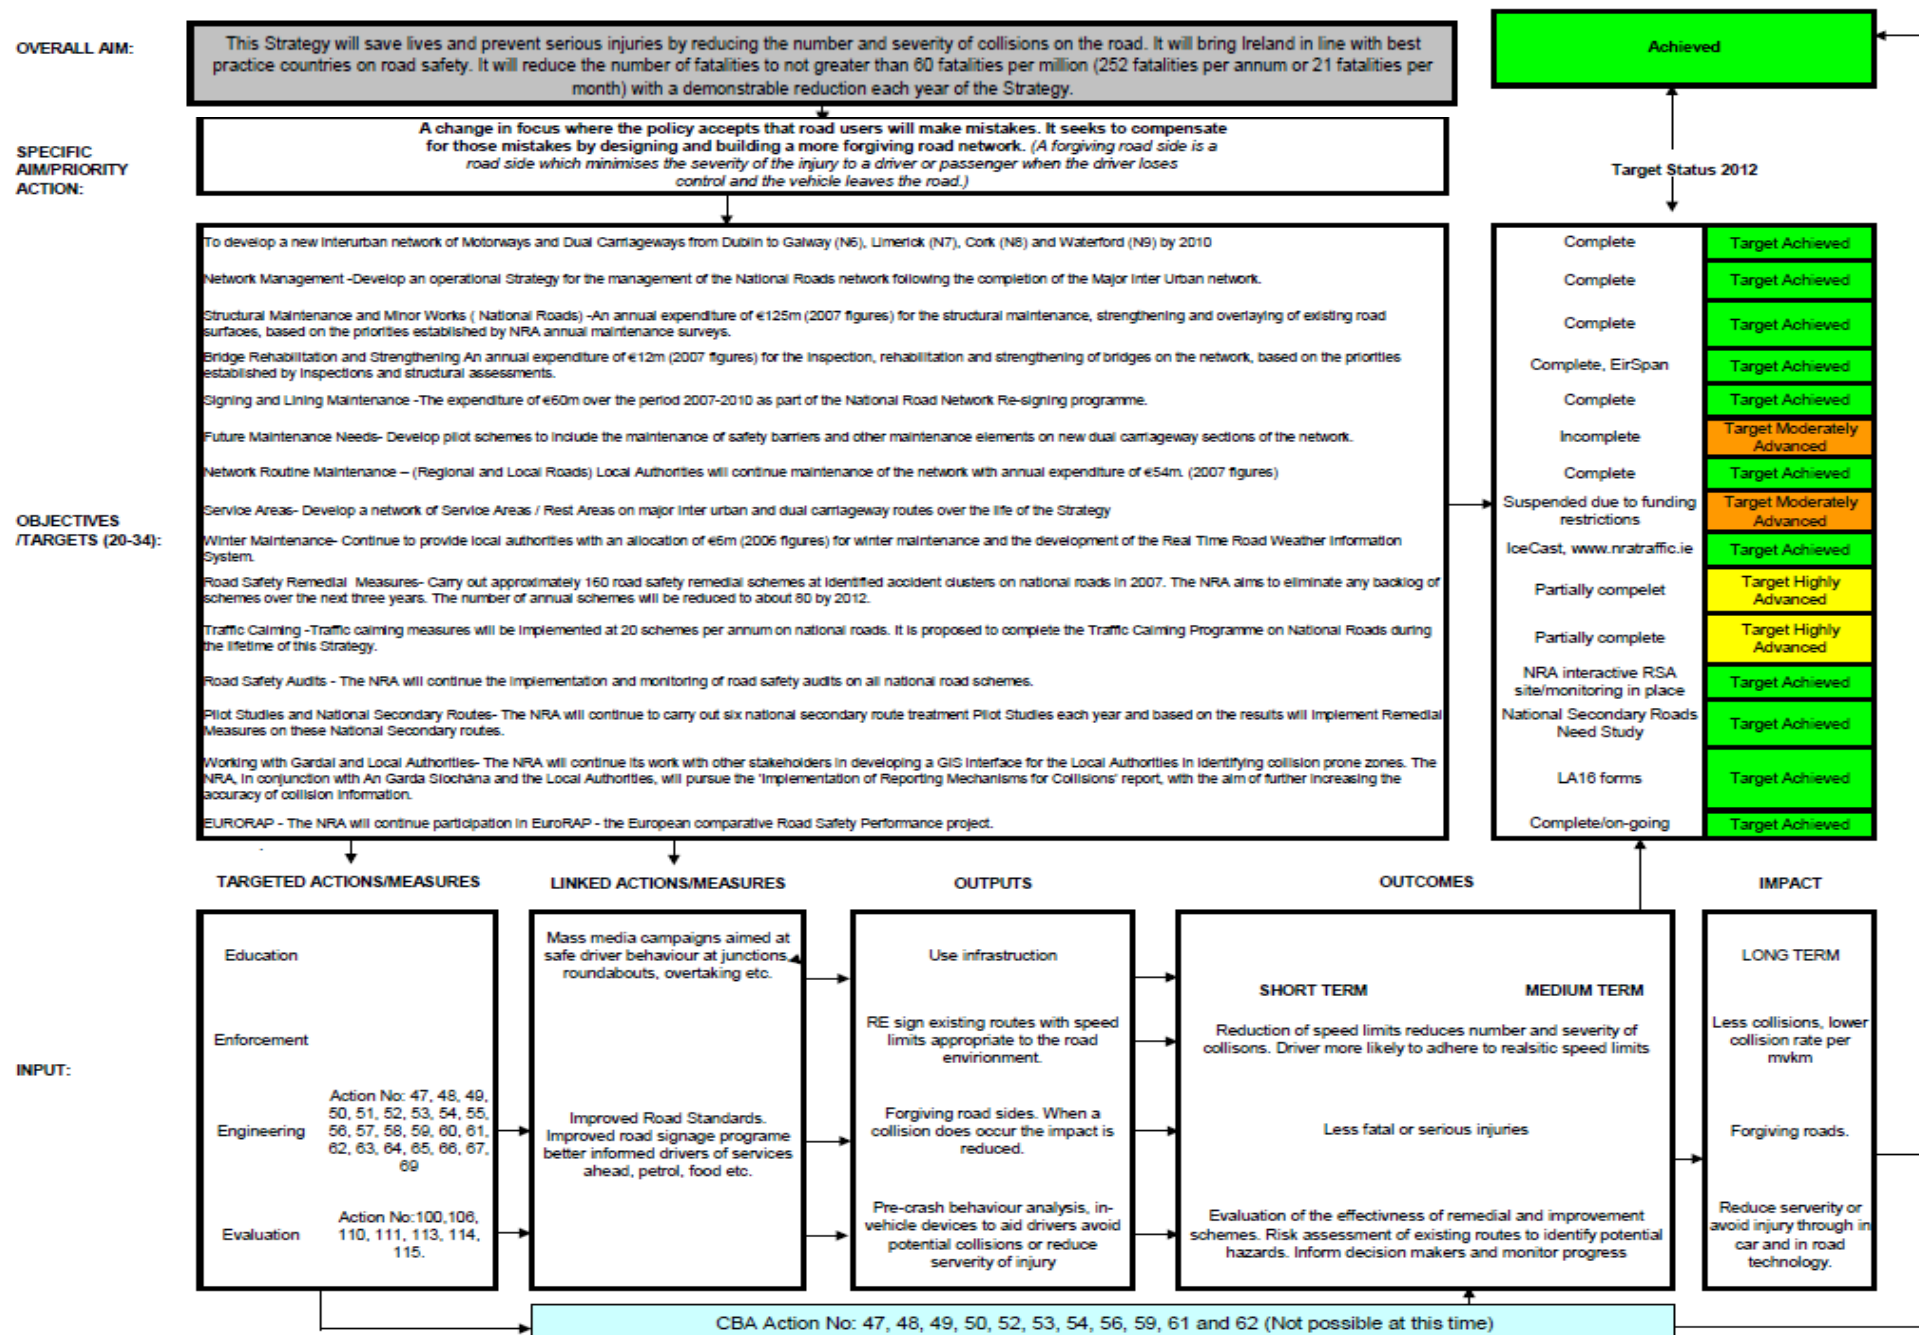 OVERALL AIM:
This Strategy will save lives and prevent serious injuries by reducing the number and severity of collisions on the road. It will bring Ireland in line with best
practice countries on road safety. It will reduce the number of fatalities to not greater than 60 fatalities per million (252 fatalities per annum or 21 fatalities per
month) with a demonstrable reduction each year of the Strategy.
Achieved
SPECIFIC
AIM/PRIORITY
ACTION:
A change in focus where the policy accepts that road users will make mistakes. It seeks to compensate
for those mistakes by designing and building a more forgiving road network. (A forgiving road side is a
road side which minimises the severity of the injury to a driver or passenger when the driver loses
control and the vehicle leaves the road.)
Target Status 2012
OBJECTIVES
/TARGETS (20-34):
To develop a new Interurban network of Motorways and Dual Carriageways from Dublin to Galway (N6), Limerick (N7), Cork (N8) and Waterford (N9) by 2010
Complete
Target Achieved
Network Management -Develop an operational Strategy for the management of the National Roads network following the completion of the Major Inter Urban network.
Complete
Target Achieved
Structural Maintenance and Minor Works ( National Roads) -An annual expenditure of €125m (2007 figures) for the structural maintenance, strengthening and overlaying of existing road
surfaces, based on the priorities established by NRA annual maintenance surveys.
Complete
Target Achieved
Bridge Rehabilitation and Strengthening An annual expenditure of €12m (2007 figures) for the inspection, rehabilitation and strengthening of bridges on the network, based on the priorities
established by inspections and structural assessments.
Complete, EirSpan
Target Achieved
Signing and Lining Maintenance -The expenditure of €60m over the period 2007-2010 as part of the National Road Network Re-signing programme.
Complete
Target Achieved
Future Maintenance Needs- Develop pilot schemes to include the maintenance of safety barriers and other maintenance elements on new dual carriageway sections of the network.
Incomplete
Target Moderately
Advanced
Network Routine Maintenance – (Regional and Local Roads) Local Authorities will continue maintenance of the network with annual expenditure of €54m. (2007 figures)
Complete
Target Achieved
Service Areas- Develop a network of Service Areas / Rest Areas on major inter urban and dual carriageway routes over the life of the Strategy
Suspended due to funding
restrictions
Target Moderately
Advanced
Winter Maintenance- Continue to provide local authorities with an allocation of €6m (2006 figures) for winter maintenance and the development of the Real Time Road Weather Information
System.
IceCast, www.nratraffic.ie
Target Achieved
Road Safety Remedial Measures- Carry out approximately 160 road safety remedial schemes at identified accident clusters on national roads in 2007. The NRA aims to eliminate any backlog of
schemes over the next three years. The number of annual schemes will be reduced to about 80 by 2012.
Partially compelet
Target Highly
Advanced
Traffic Calming -Traffic calming measures will be implemented at 20 schemes per annum on national roads. It is proposed to complete the Traffic Calming Programme on National Roads during
the lifetime of this Strategy.
Partially complete
Target Highly
Advanced
Road Safety Audits - The NRA will continue the implementation and monitoring of road safety audits on all national road schemes.
NRA interactive RSA
site/monitoring in place
Target Achieved
Pilot Studies and National Secondary Routes- The NRA will continue to carry out six national secondary route treatment Pilot Studies each year and based on the results will implement Remedial
Measures on these National Secondary routes.
National Secondary Roads
Need Study
Target Achieved
Working with Gardaí and Local Authorities- The NRA will continue its work with other stakeholders in developing a GIS interface for the Local Authorities in identifying collision prone zones. The
NRA, in conjunction with An Garda Síochána and the Local Authorities, will pursue the 'Implementation of Reporting Mechanisms for Collisions' report, with the aim of further increasing the
accuracy of collision information.
LA16 forms
Target Achieved
EURORAP - The NRA will continue participation in EuroRAP - the European comparative Road Safety Performance project.
Complete/on-going
Target Achieved
TARGETED ACTIONS/MEASURES
LINKED ACTIONS/MEASURES
OUTPUTS
OUTCOMES
IMPACT
INPUT:
Education
Enforcement
Engineering
Action No: 47, 48, 49,
50, 51, 52, 53, 54, 55,
56, 57, 58, 59, 60, 61,
62, 63, 64, 65, 66, 67,
69
Evaluation
Action No:100,106,
110, 111, 113, 114,
115.
Mass media campaigns aimed at
safe driver behaviour at junctions,
roundabouts, overtaking etc.
Improved Road Standards.
Improved road signage programe
better informed drivers of services
ahead, petrol, food etc.
Use infrastruction
RE sign existing routes with speed
limits appropriate to the road
envirionment.
Forgiving road sides. When a
collision does occur the impact is
reduced.
Pre-crash behaviour analysis, in-
vehicle devices to aid drivers avoid
potential collisions or reduce
serverity of injury
SHORT TERM
MEDIUM TERM
Reduction of speed limits reduces number and severity of
collisons. Driver more likely to adhere to realsitic speed limits
Less fatal or serious injuries
Evaluation of the effectivness of remedial and improvement
schemes. Risk assessment of existing routes to identify potential
hazards. Inform decision makers and monitor progress
LONG TERM
Less collisions, lower
collision rate per
mvkm
Forgiving roads.
Reduce serverity or
avoid injury through in
car and in road
technology.
CBA Action No: 47, 48, 49, 50, 52, 53, 54, 56, 59, 61 and 62 (Not possible at this time)